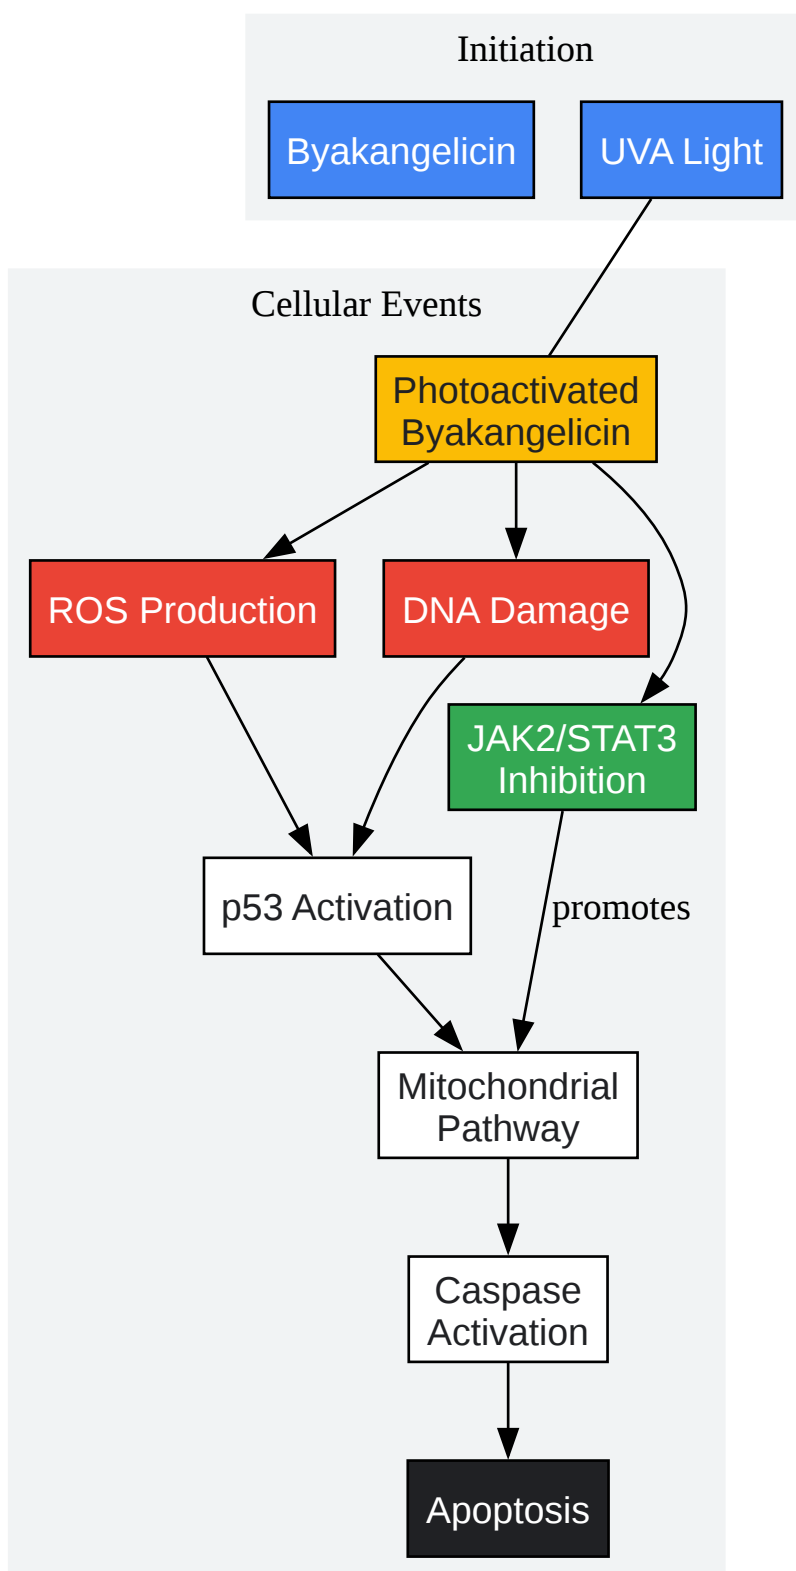 Initiation
Byakangelicin
UVA Light
Cellular Events
Photoactivated
Byakangelicin
ROS Production
DNA Damage
JAK2/STAT3
Inhibition
p53 Activation
promotes
Mitochondrial
Pathway
Caspase
Activation
Apoptosis